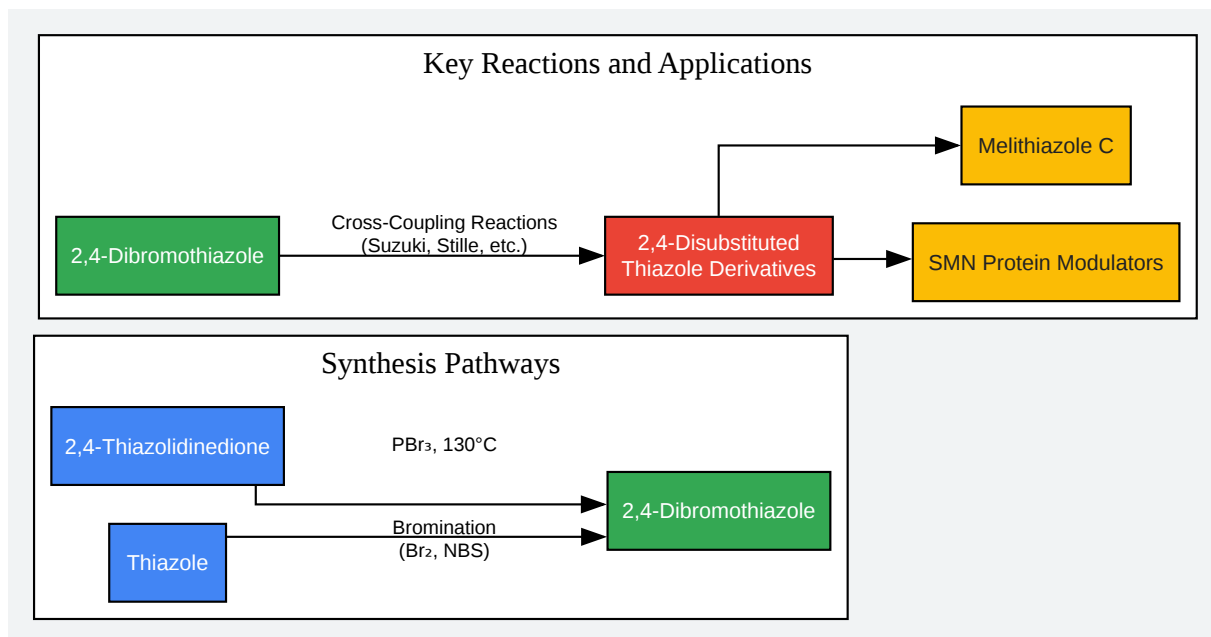 Key Reactions and Applications
Melithiazole C
Cross-Coupling Reactions
(Suzuki, Stille, etc.)
2,4-Dibromothiazole
2,4-Disubstituted
Thiazole Derivatives
SMN Protein Modulators
Synthesis Pathways
2,4-Thiazolidinedione
PBr₃, 130°C
2,4-Dibromothiazole
Bromination
(Br₂, NBS)
Thiazole